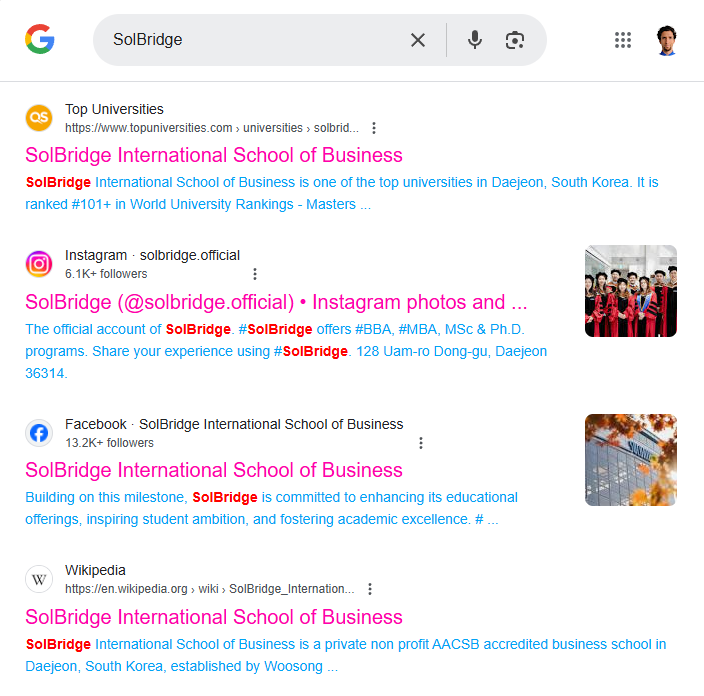 SolBridge
QS
Top Universities
https://www.topuniversities.com › universities › solbrid...
SolBridge International School of Business
SolBridge International School of Business is one of the top universities in Daejeon, South Korea. It is
ranked #101+ in World University Rankings - Masters ...
Instagram · solbridge.official
6.1K+ followers
SolBridge (@solbridge.official) • Instagram photos and ...
The official account of SolBridge. #SolBridge offers #BBA, #MBA, MSc & Ph.D.
programs. Share your experience using #SolBridge. 128 Uam-ro Dong-gu, Daejeon
36314.
Facebook · SolBridge International School of Business
13.2K+ followers
SolBridge International School of Business
Building on this milestone, SolBridge is committed to enhancing its educational
offerings, inspiring student ambition, and fostering academic excellence. # ...
W
Wikipedia
https://en.wikipedia.org › wiki › SolBridge_Internation...
SolBridge International School of Business
SolBridge International School of Business is a private non profit AACSB accredited business school in
Daejeon, South Korea, established by Woosong ...